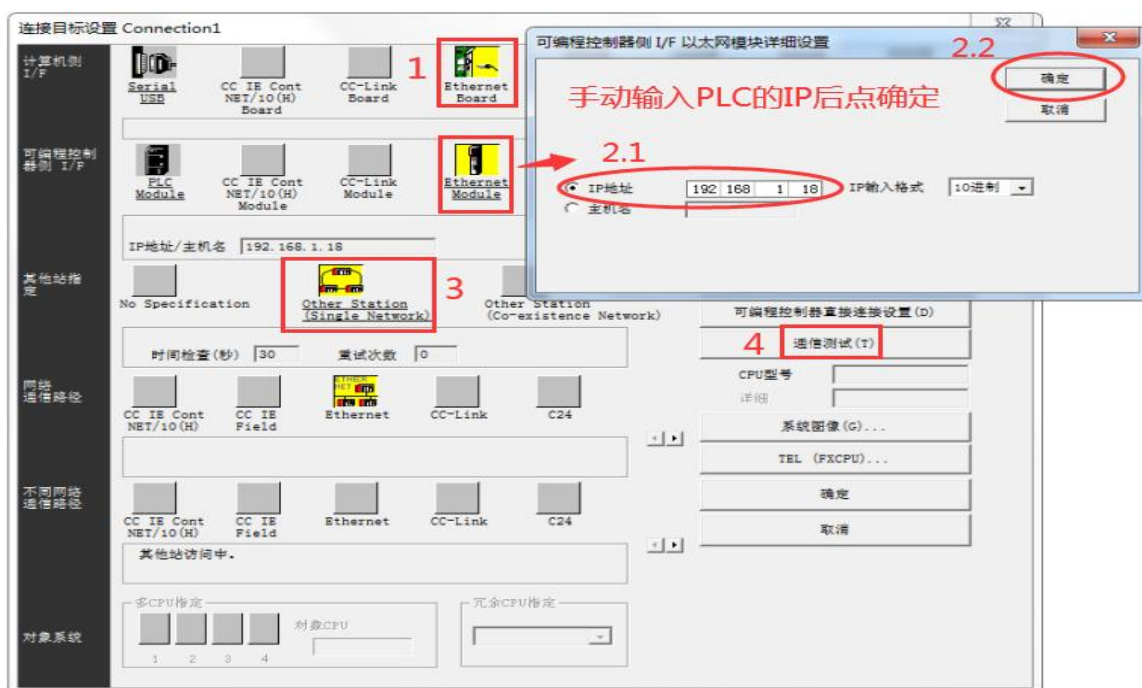 连接目标设置 Connection1
计算机侧
I/F
Serial
USB
CC IE Cont
NET/10(H)
Board
CC-Link
Board
1
Ethernet
Board
可编程控制器侧 I/F 以太网模块详细设置
2.2
确定
手动输入PLC的IP后点确定
取消
可编程控制
器侧 I/F
PLC
Module
CC IE Cont
NET/10(H)
Module
CC-Link
Module
Ethernet
Module
2.1
IP地址
192 168 1 18
IP输入格式
10进制
主机名
IP地址/主机名 192.168.1.18
其他站指
定
No Specification
Other Station
(Single Network)
3
Other Station
(Co-existence Network)
可编程控制器直接连接设置(D)
时间检查(秒) 30 重试次数 0
4
通信测试(T)
CPU型号
详细
网络
通信路径
CC IE Cont
NET/10(H)
CC IE
Field
ETHER
NET
Ethernet
CC-Link
C24
系统图像(G)...
TEL (FXCPU)...
不同网络
通信路径
CC IE Cont
NET/10(H)
CC IE
Field
Ethernet
CC-Link
C24
确定
取消
其他站访问中.
对象系统
多CPU指定
对象CPU
1 2 3 4
冗余CPU指定